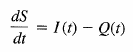 dS/dt = I(t) − Q(t)